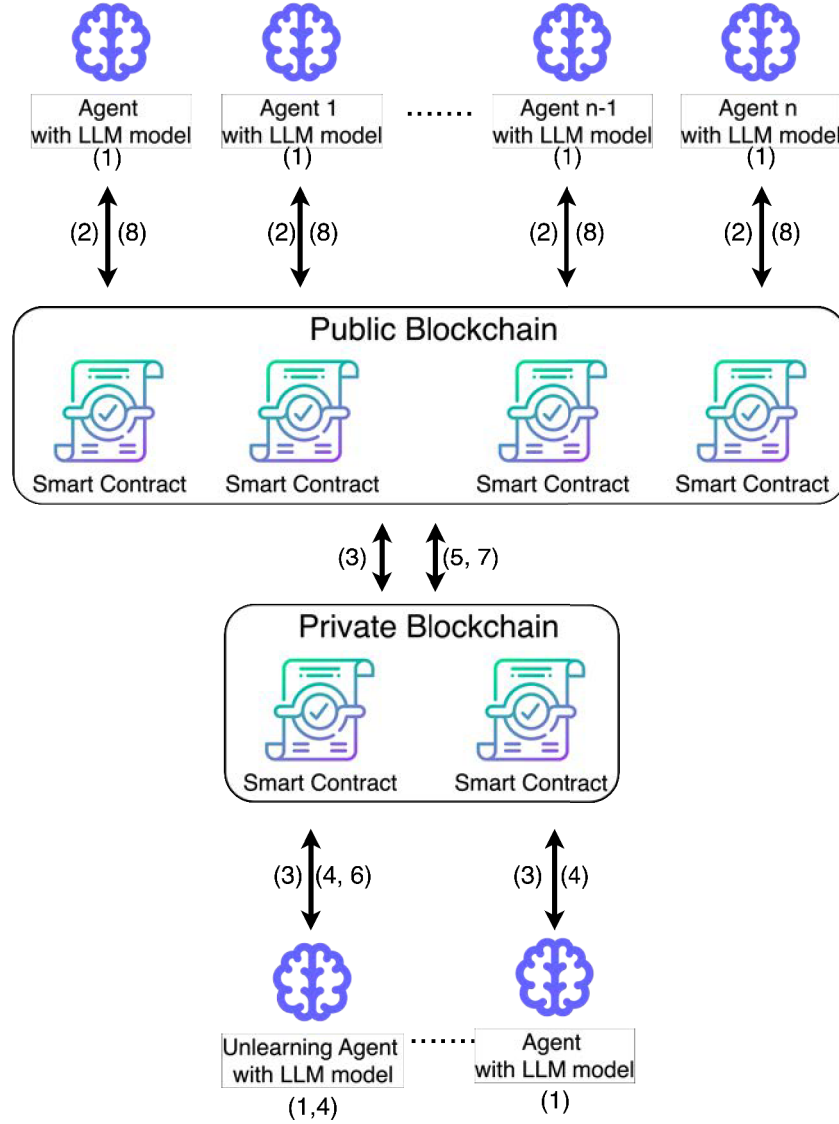 Agent
with LLM model
(1)
Agent 1
with LLM model
(1)
.......
Agent n-1
with LLM model
(1)
Agent n
with LLM model
(1)
(2) (8)
(2) (8)
(2) (8)
(2) (8)
Public Blockchain
Smart Contract
Smart Contract
Smart Contract
Smart Contract
(3)
(5, 7)
Private Blockchain
Smart Contract
Smart Contract
(3) (4, 6)
(3) (4)
Unlearning Agent
with LLM model
(1,4)
.......
Agent
with LLM model
(1)